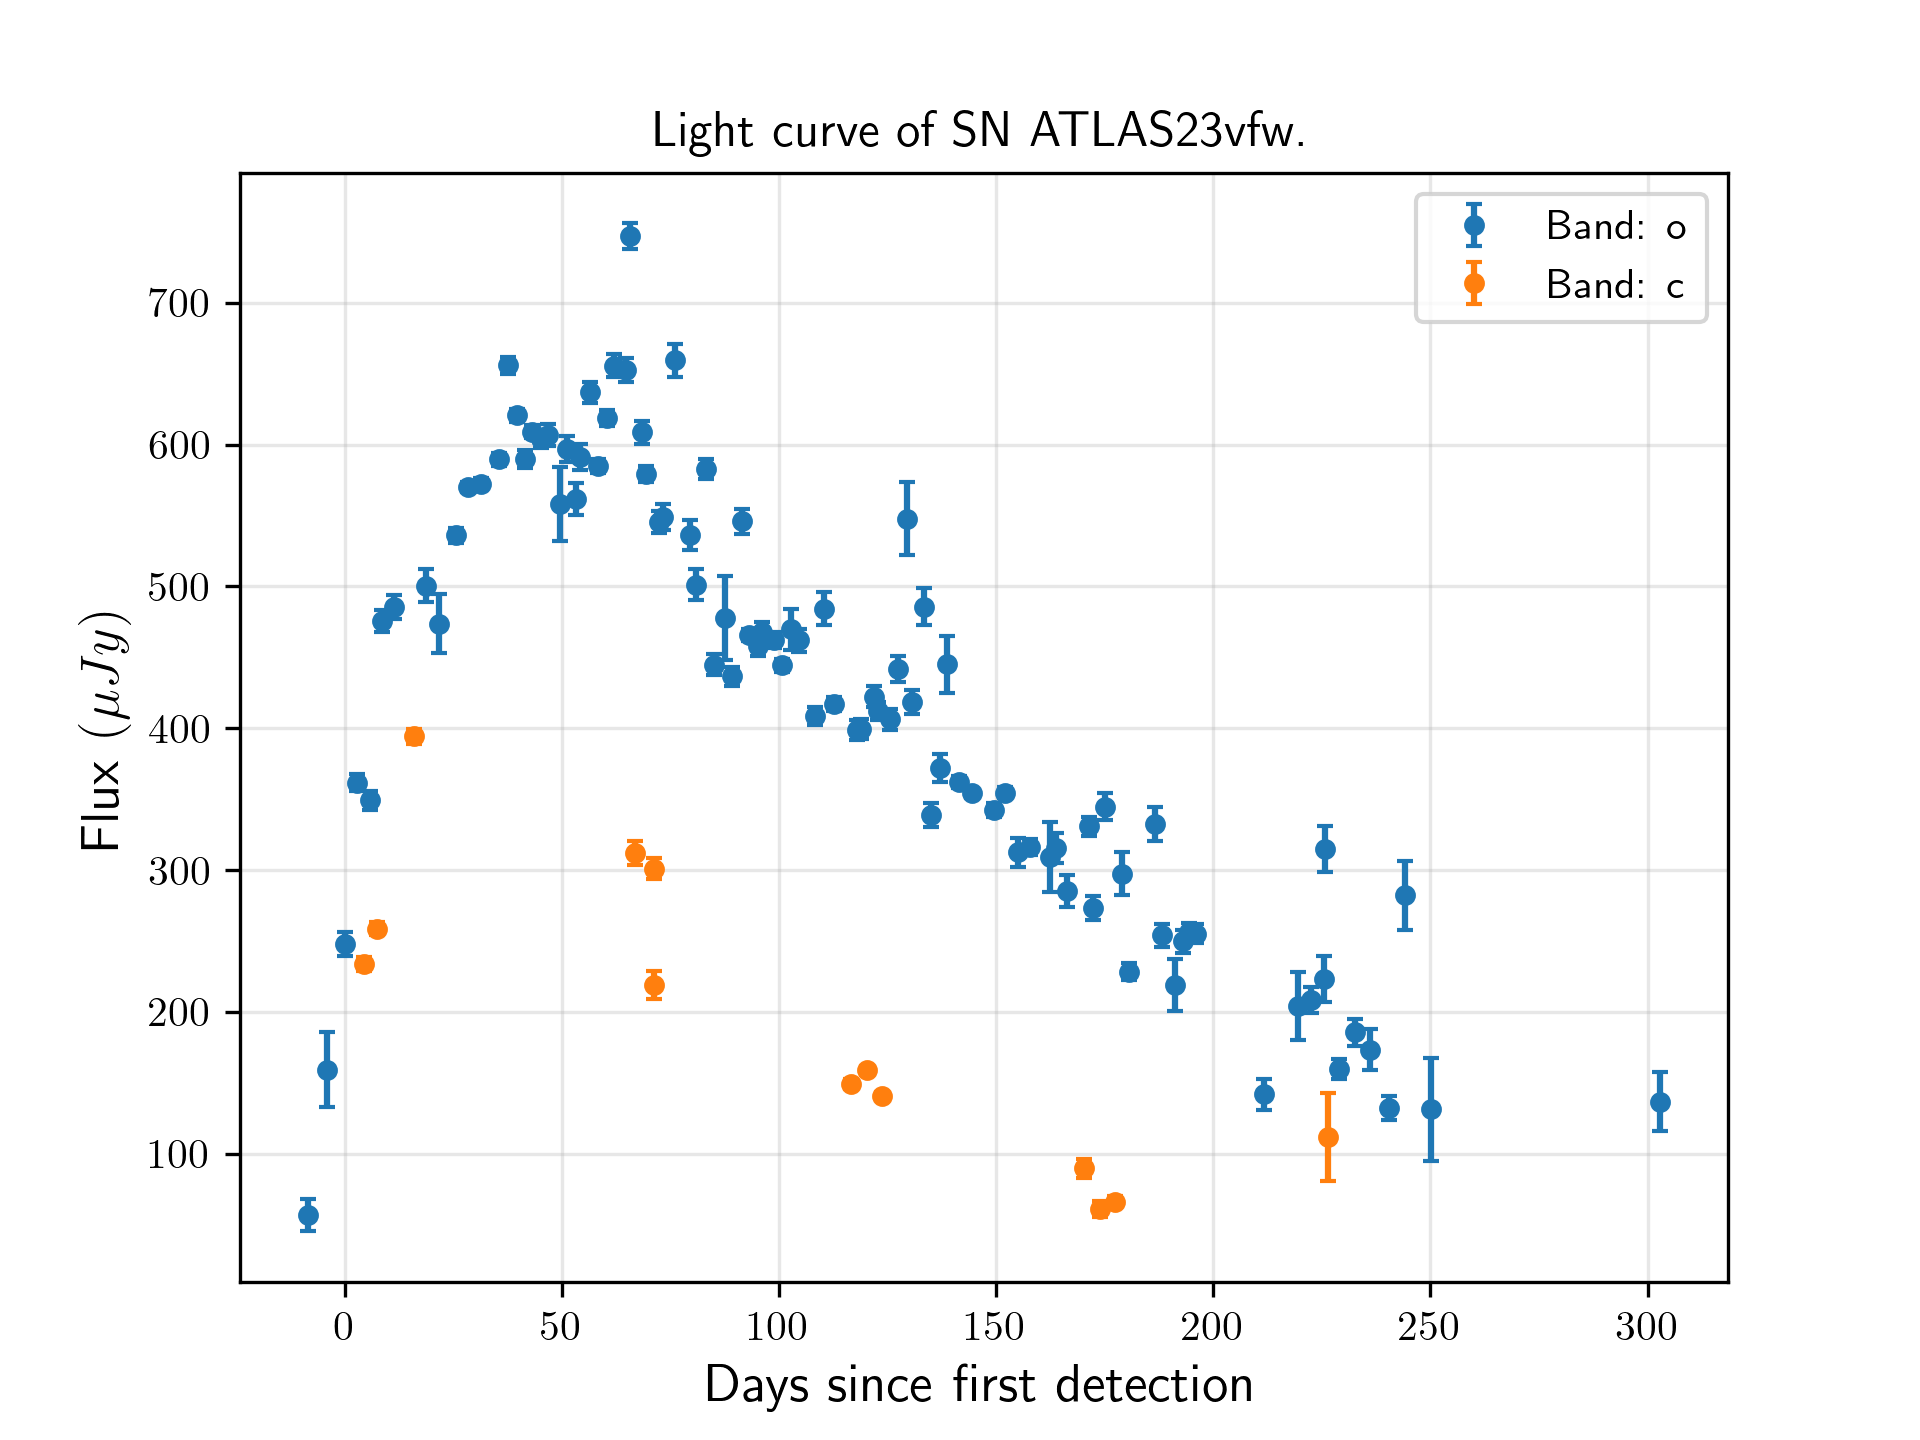 Light curve of SN ATLAS23vfw.
Band: o
Band: c
700
600
500
400
300
200
100
Flux (μJy)
0 50 100 150 200 250 300
Days since first detection